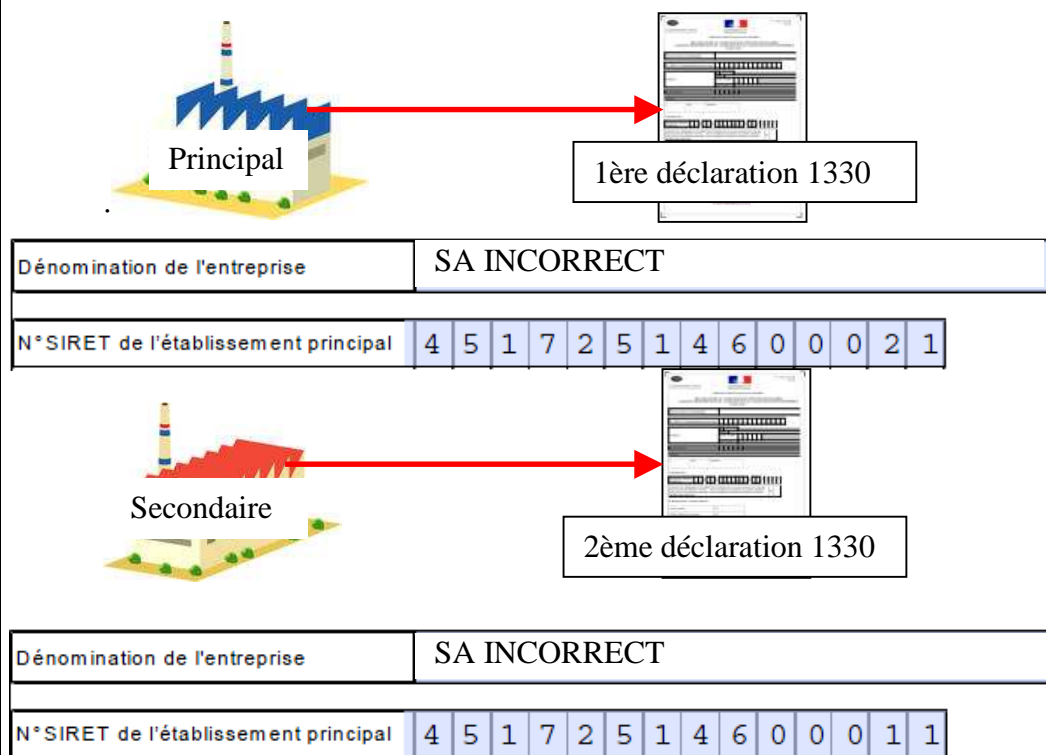 Principal
1ère déclaration 1330
.
Dénomination de l'entreprise SA INCORRECT
N°SIRET de l'établissement principal 4 5 1 7 2 5 1 4 6 0 0 0 2 1
Secondaire
2ème déclaration 1330
Dénomination de l'entreprise SA INCORRECT
N°SIRET de l'établissement principal 4 5 1 7 2 5 1 4 6 0 0 0 1 1